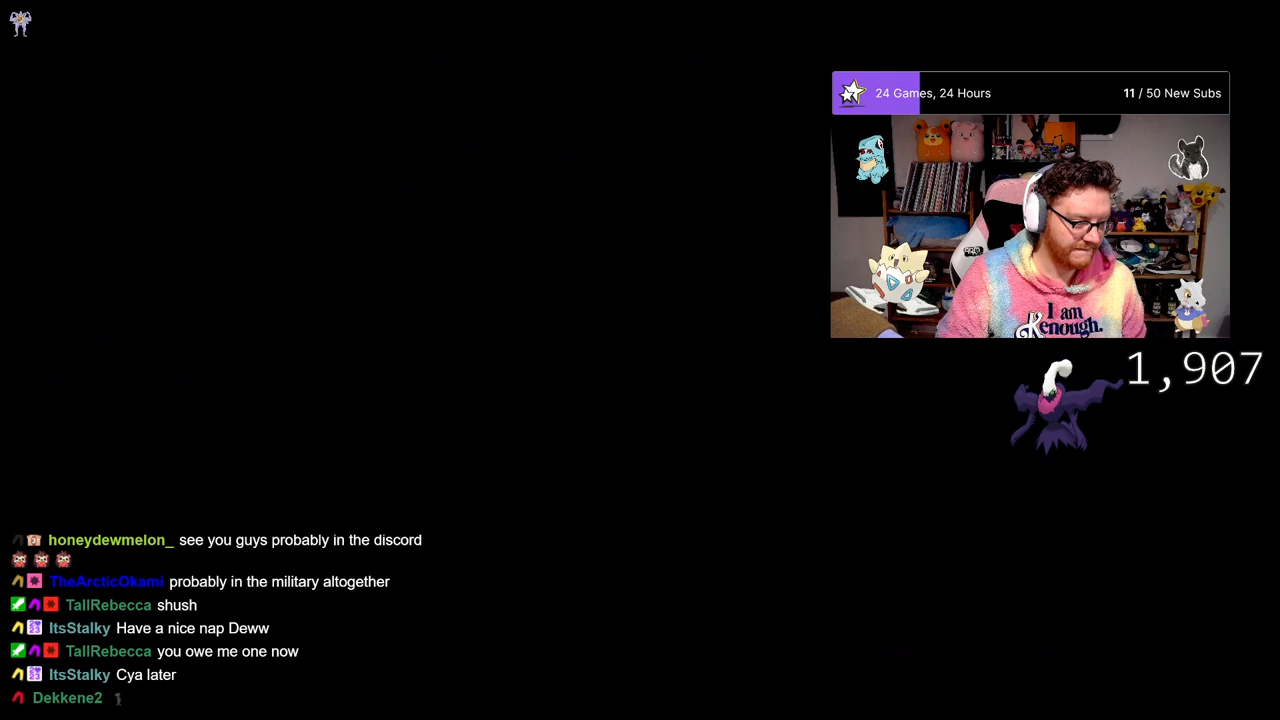 24 Games, 24 Hours 11 / 50 New Subs
I am
Kenough.
1,907
honeydewmelon_ see you guys probably in the discord
TheArcticOkami probably in the military altogether
TallRebecca shush
ItsStalky Have a nice nap Deww
TallRebecca you owe me one now
ItsStalky Cya later
Dekkene2